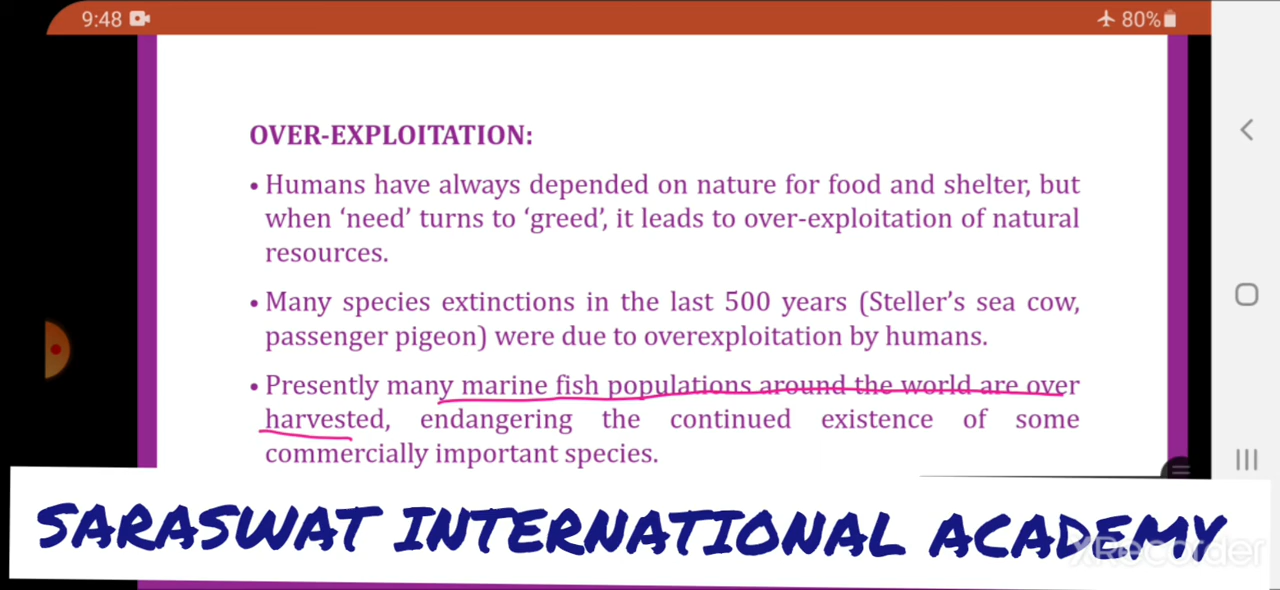 9:48
80%
OVER-EXPLOITATION:
• Humans have always depended on nature for food and shelter, but
when ‘need’ turns to ‘greed’, it leads to over-exploitation of natural
resources.
• Many species extinctions in the last 500 years (Steller’s sea cow,
passenger pigeon) were due to overexploitation by humans.
• Presently many marine fish populations around the world are over
harvested, endangering the continued existence of some
commercially important species.
SARASWAT INTERNATIONAL ACADEMY
XRecorder